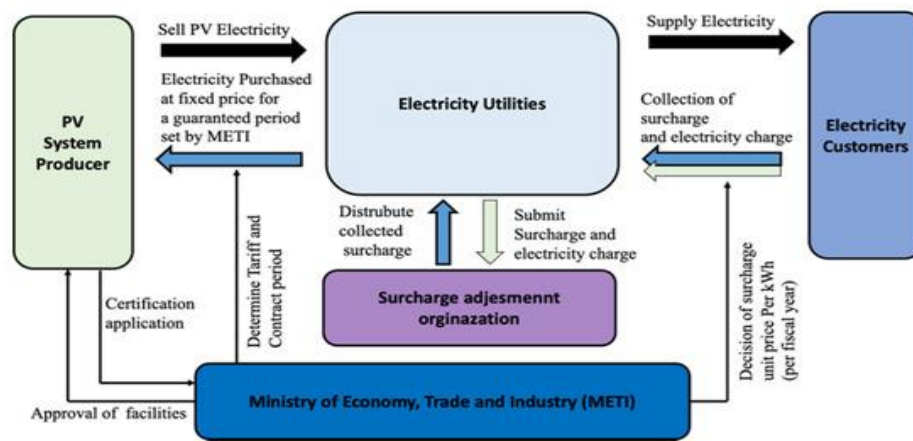 Sell PV Electricity
Supply Electricity
PV
System
Producer
Electricity Purchased
at fixed price for
a guaranteed period
set by METI
Electricity Utilities
Collection of
surcharge
and electricity charge
Electricity
Customers
Distrubute
collected
surcharge
Submit
Surcharge and
electricity charge
Surcharge adjesmennt
orginazation
Certification
application
Determine Tariff and
Contract period
Decision of surcharge
unit price Per kWh
(per fiscal year)
Approval of facilities
Ministry of Economy, Trade and Industry (METI)